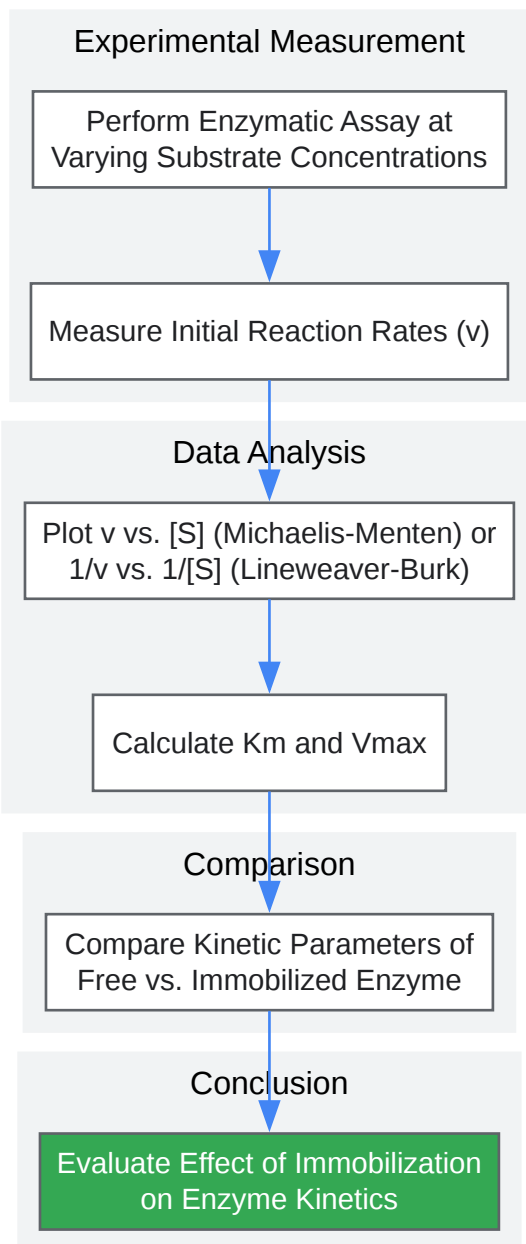 Experimental Measurement
Perform Enzymatic Assay at
Varying Substrate Concentrations
Measure Initial Reaction Rates (v)
Data Analysis
Plot v vs. [S] (Michaelis-Menten) or
1/v vs. 1/[S] (Lineweaver-Burk)
Calculate Km and Vmax
Comparison
Compare Kinetic Parameters of
Free vs. Immobilized Enzyme
Conclusion
Evaluate Effect of Immobilization
on Enzyme Kinetics